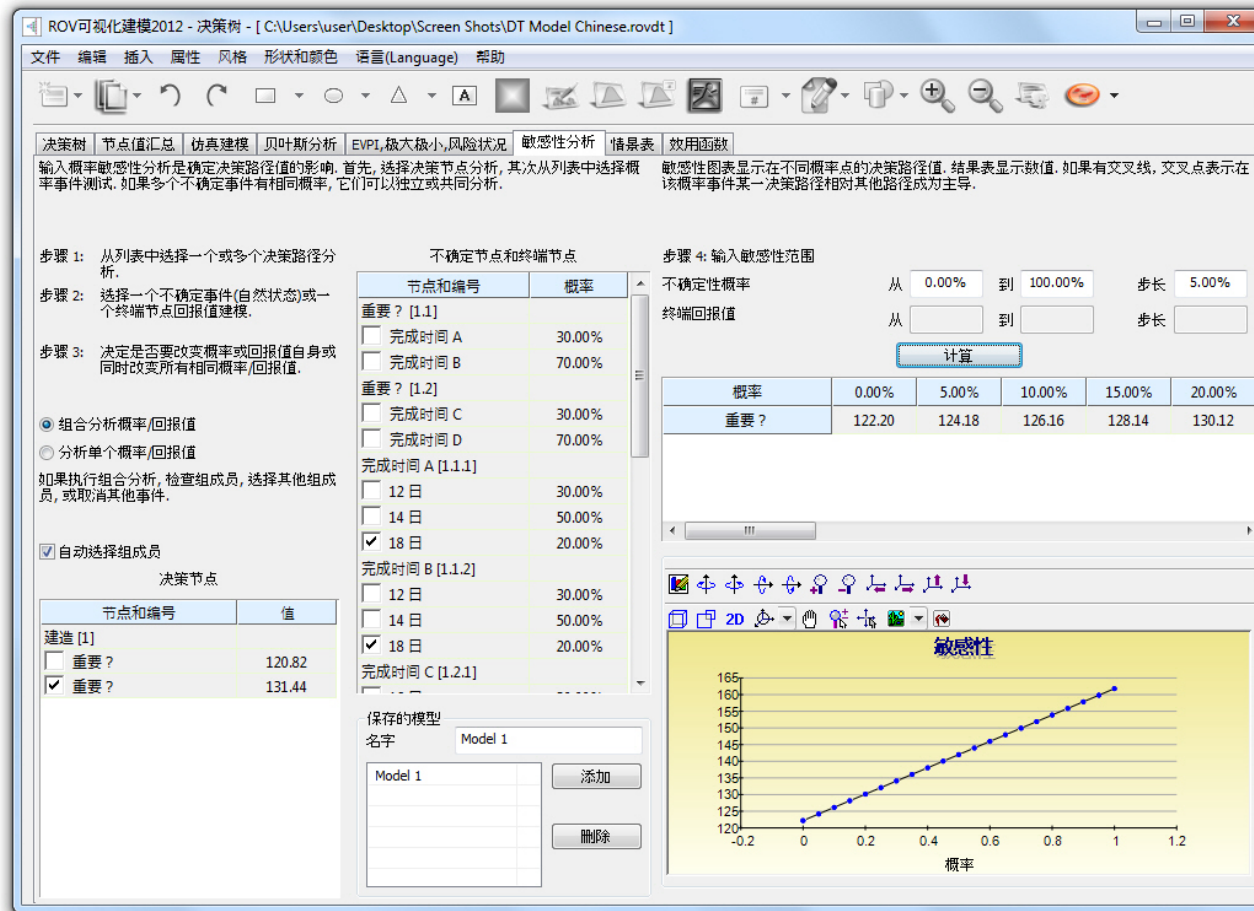 ROV可视化建模2012 - 决策树 - [ C:\Users\user\Desktop\Screen Shots\DT Model Chinese.rovdt ]
文件 编辑 插入 属性 风格 形状和颜色 语言(Language) 帮助
A #
决策树 节点值汇总 仿真建模 贝叶斯分析 EVPI,极大极小,风险状况 敏感性分析 情景表 效用函数
输入概率敏感性分析是确定决策路径值的影响. 首先, 选择决策节点分析, 其次从列表中选择概
率事件测试. 如果多个不确定事件有相同概率, 它们可以独立或共同分析.
敏感性图表显示在不同概率点的决策路径值. 结果表显示数值. 如果有交叉线, 交叉点表示在
该概率事件某一决策路径相对其他路径成为主导.
步骤 1: 从列表中选择一个或多个决策路径分
析.
步骤 2: 选择一个不确定事件(自然状态)或一
个终端节点回报值建模.
步骤 3: 决定是否要改变概率或回报值自身或
同时改变所有相同概率/回报值.
组合分析概率/回报值
分析单个概率/回报值
如果执行组合分析, 检查组成员, 选择其他组成
员, 或取消其他事件.
自动选择组成员
决策节点
节点和编号 值
建造 [1]
重要？ 120.82
重要？ 131.44
不确定节点和终端节点
节点和编号 概率
重要？ [1.1]
完成时间 A 30.00%
完成时间 B 70.00%
重要？ [1.2]
完成时间 C 30.00%
完成时间 D 70.00%
完成时间 A [1.1.1]
12 日 30.00%
14 日 50.00%
18 日 20.00%
完成时间 B [1.1.2]
12 日 30.00%
14 日 50.00%
18 日 20.00%
完成时间 C [1.2.1]
保存的模型
名字 Model 1
Model 1
添加
删除
步骤 4: 输入敏感性范围
不确定性概率 从 0.00% 到 100.00% 步长 5.00%
终端回报值 从 到 步长
计算
概率 0.00% 5.00% 10.00% 15.00% 20.00%
重要？ 122.20 124.18 126.16 128.14 130.12
2D
敏感性
165
160
155
150
145
140
135
130
125
120
-0.2 0 0.2 0.4 0.6 0.8 1 1.2
概率